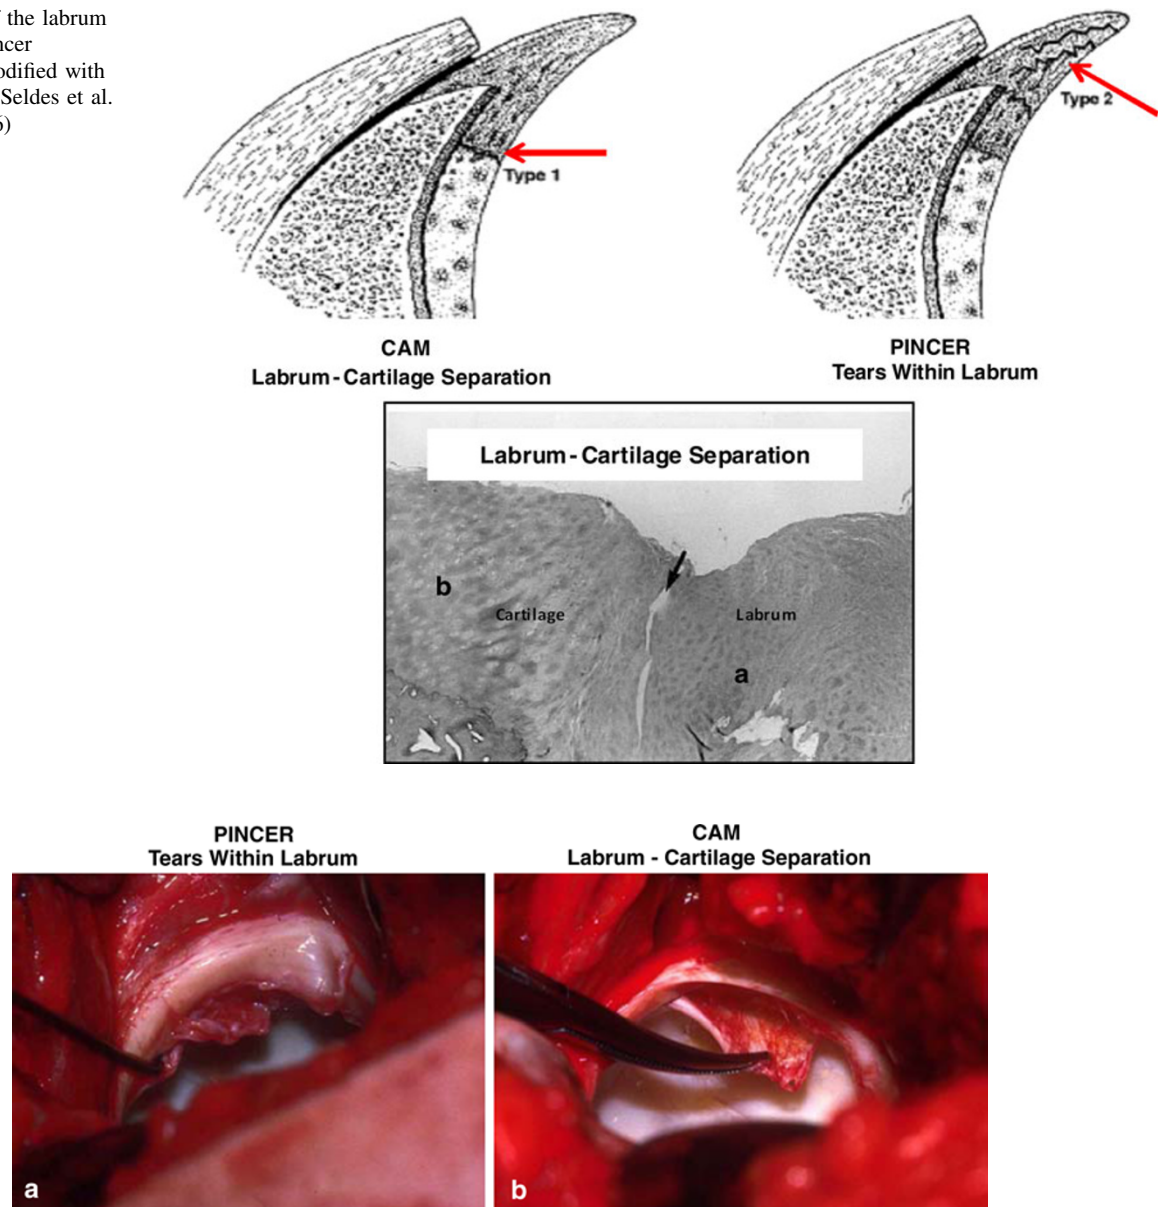 the labrum
ncer
odified with
Seldes et al.
6)
Type 1
Type 2
CAM
Labrum-Cartilage Separation
PINCER
Tears Within Labrum
Labrum-Cartilage Separation
b
Cartilage
Labrum
a
PINCER
Tears Within Labrum
CAM
Labrum - Cartilage Separation
a
b